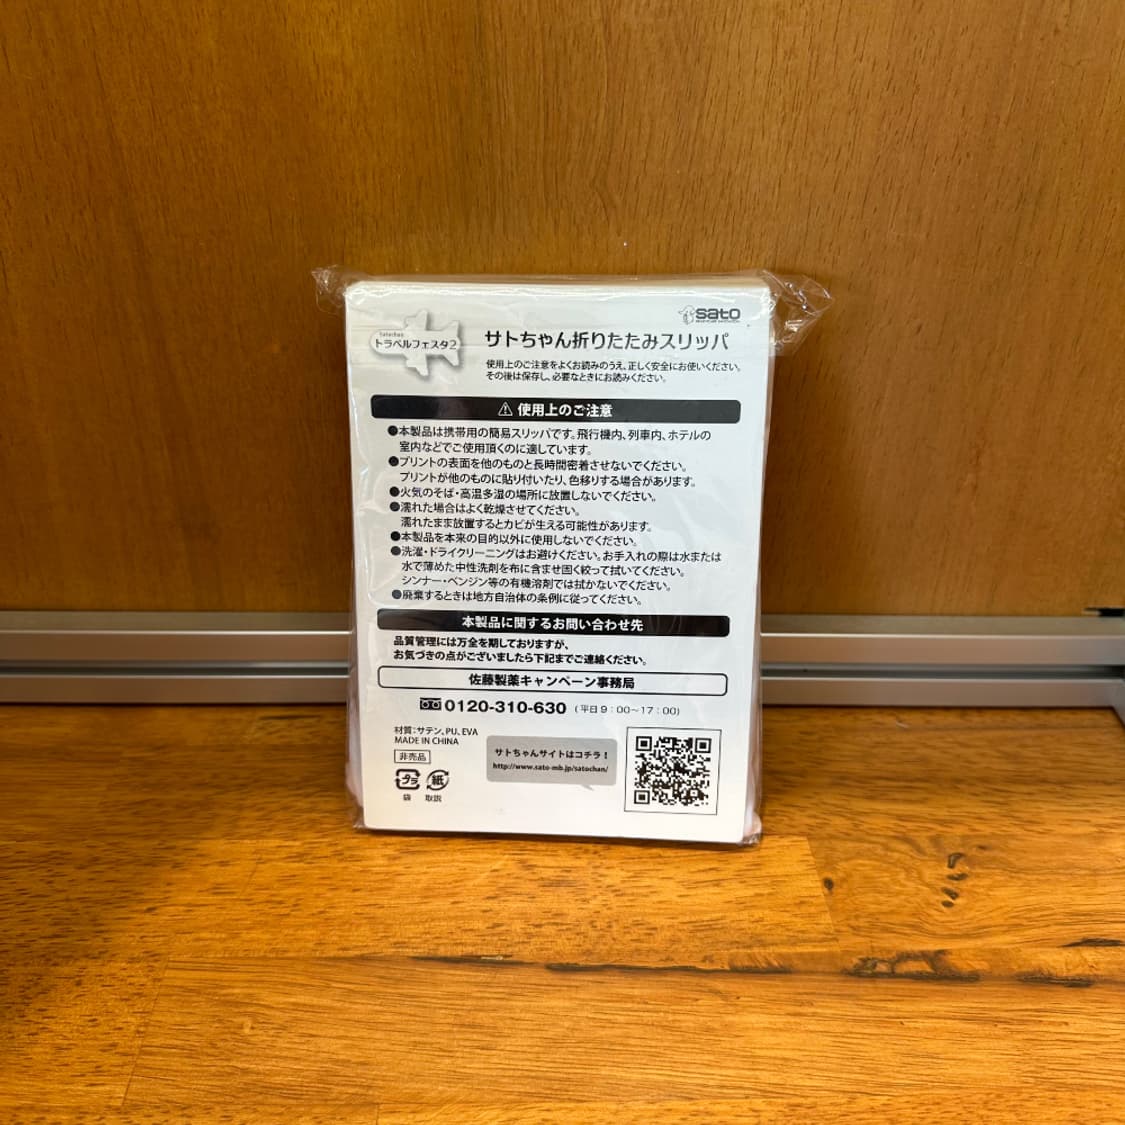 sato
Satochan
トラベルフェスタ2
サトちゃん折りたたみスリッパ
使用上のご注意をよくお読みのうえ、正しく安全にお使いください。
その後は保存し、必要なときにお読みください。
⚠ 使用上のご注意
●本製品は携帯用の簡易スリッパです。飛行機内、列車内、ホテルの
室内などでご使用頂くのに適しています。
●プリントの表面を他のものと長時間密着させないでください。
プリントが他のものに貼り付いたり、色移りする場合があります。
●火気のそば・高温多湿の場所に放置しないでください。
●濡れた場合はよく乾燥させてください。
濡れたまま放置するとカビが生える可能性があります。
●本製品を本来の目的以外に使用しないでください。
●洗濯・ドライクリーニングはお避けください。お手入れの際は水または
水で薄めた中性洗剤を布に含ませ固く絞って拭いてください。
シンナー・ベンジン等の有機溶剤では拭かないでください。
●廃棄するときは地方自治体の条例に従ってください。
本製品に関するお問い合わせ先
品質管理には万全を期しておりますが、
お気づきの点がございましたら下記までご連絡ください。
佐藤製薬キャンペーン事務局
0120-310-630 (平日9:00〜17:00)
材質:サテン、PU、EVA
MADE IN CHINA
非売品
プラ
袋
紙
取説
サトちゃんサイトはコチラ!
http://www.sato-mb.jp/satochan/